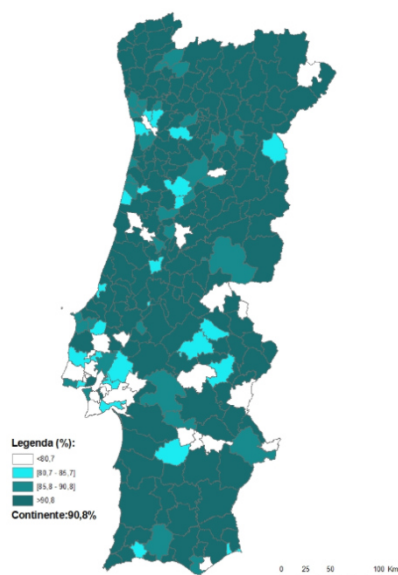 Legenda (%):
<80,7
[80,7 - 85,7]
[85,8 - 90,8]
>90,8
Continente:90,8%
0 25 50 100 Km